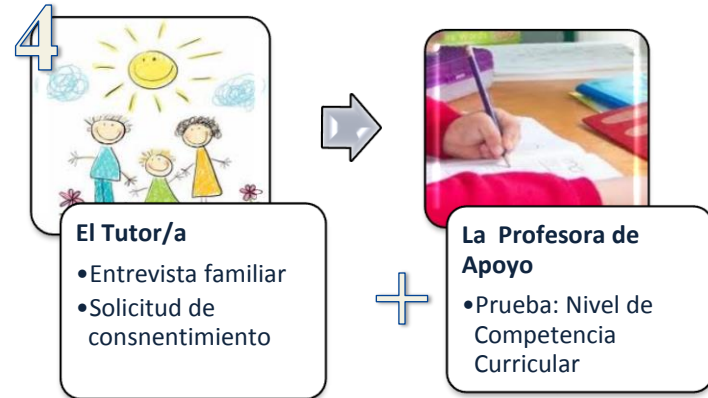 4
El Tutor/a
•Entrevista familiar
•Solicitud de
consnentimiento
La Profesora de
Apoyo
•Prueba: Nivel de
Competencia
Curricular